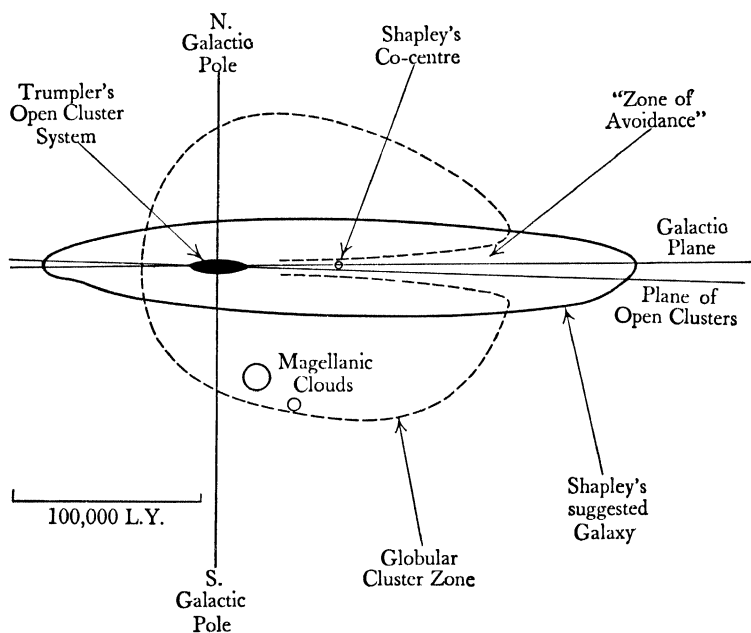 N.
Galactic
Pole
Shapley's
Co-centre
Trumpler's
Open Cluster
System
"Zone of
Avoidance"
Galactic
Plane
Plane of
Open Clusters
Magellanic
Clouds
100,000 L.Y.
Shapley's
suggested
Galaxy
Globular
Cluster Zone
S.
Galactic
Pole